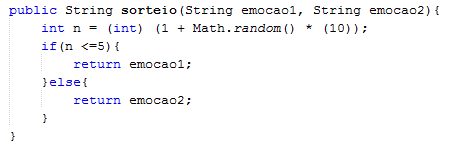 public String sorteio(String emocao1, String emocao2){
int n = (int) (1 + Math.random() * (10));
if(n <=5){
return emocao1;
}else{
return emocao2;
}
}